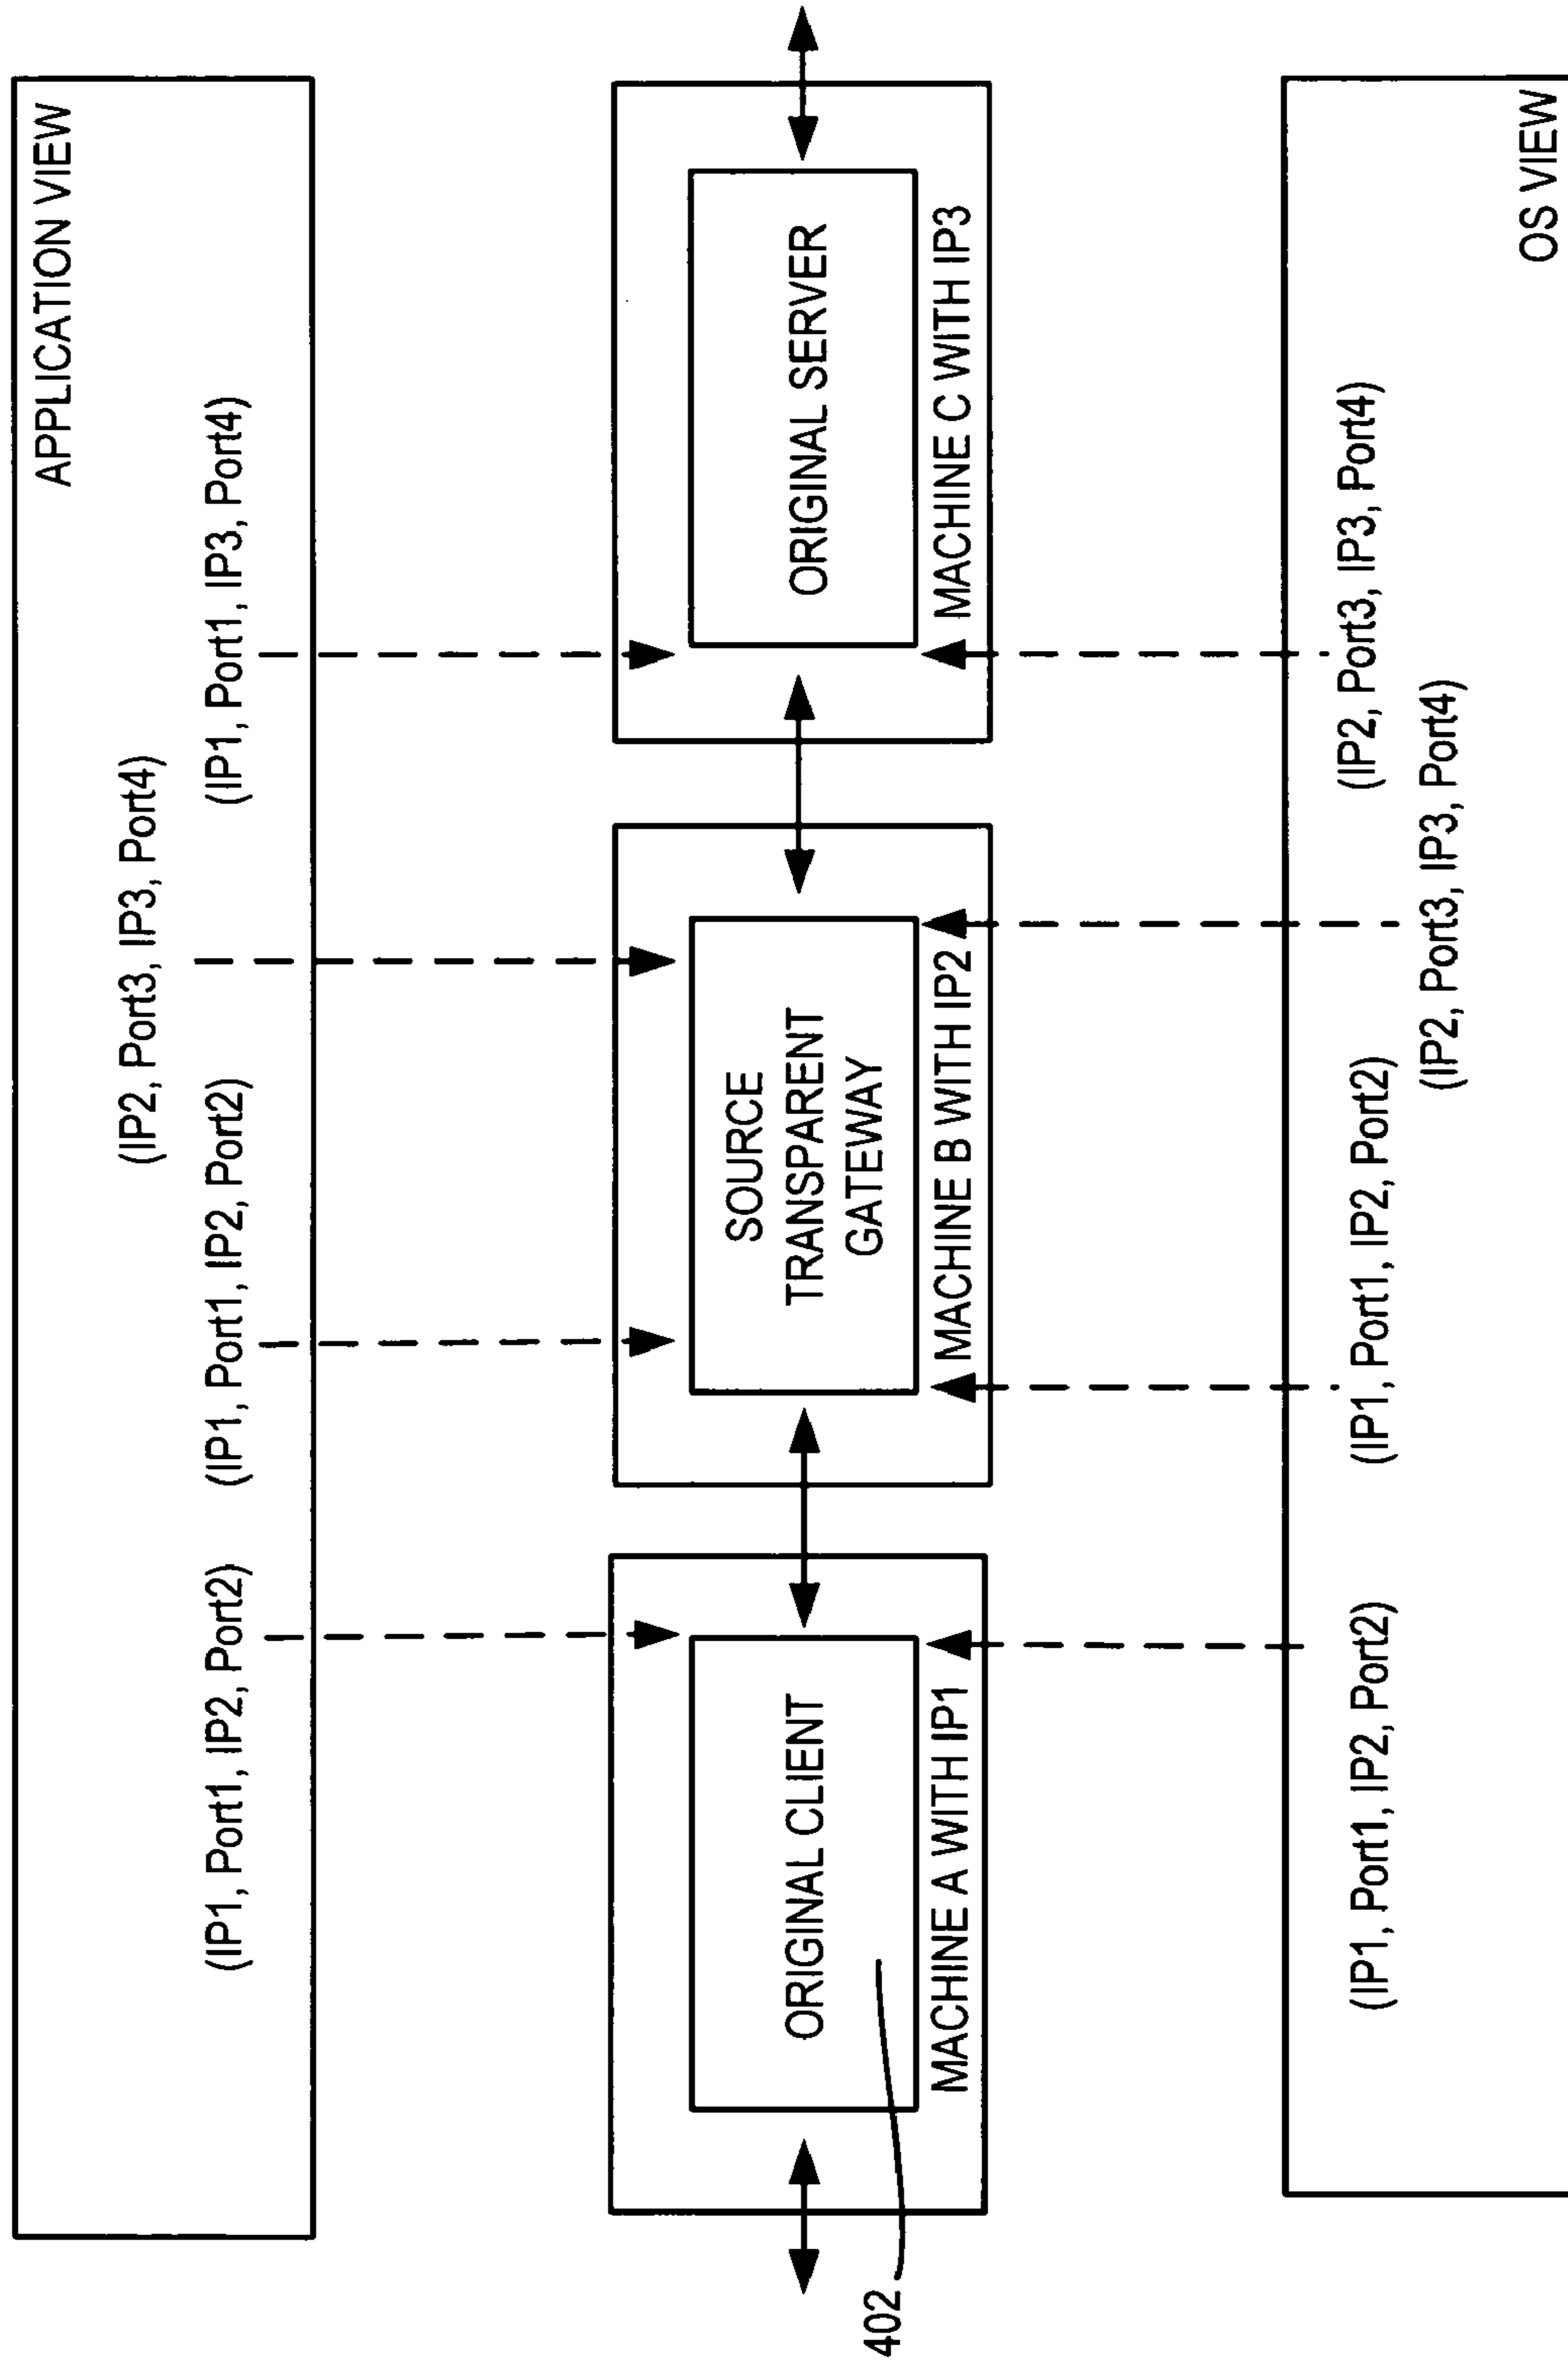 APPLICATION VIEW
(IP2, Port3, IP3, Port4)
(IP1, Port1, IP2, Port2)
(IP1, Port1, IP2, Port2)
(IP1, Port1, IP3, Port4)
ORIGINAL CLIENT
MACHINE A WITH IP1
402
SOURCE
TRANSPARENT
GATEWAY
MACHINE B WITH IP2
ORIGINAL SERVER
MACHINE C WITH IP3
(IP1, Port1, IP2, Port2)
(IP1, Port1, IP2, Port2)
(IP2, Port3, IP3, Port4)
(IP2, Port3, IP3, Port4)
OS VIEW